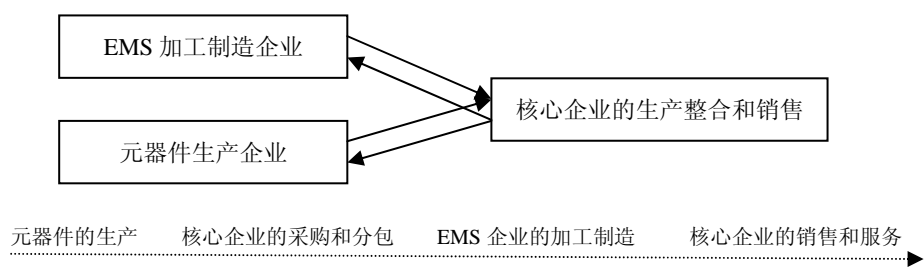 EMS 加工制造企业
核心企业的生产整合和销售
元器件生产企业
元器件的生产 核心企业的采购和分包 EMS 企业的加工制造 核心企业的销售和服务